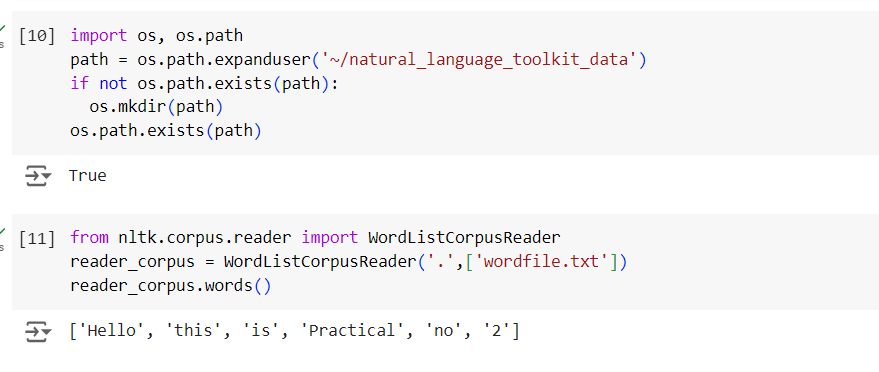 [10] import os, os.path
path = os.path.expanduser('~/natural_language_toolkit_data')
if not os.path.exists(path):
  os.mkdir(path)
os.path.exists(path)
True
[11] from nltk.corpus.reader import WordListCorpusReader
reader_corpus = WordListCorpusReader('.',['wordfile.txt'])
reader_corpus.words()
['Hello', 'this', 'is', 'Practical', 'no', '2']